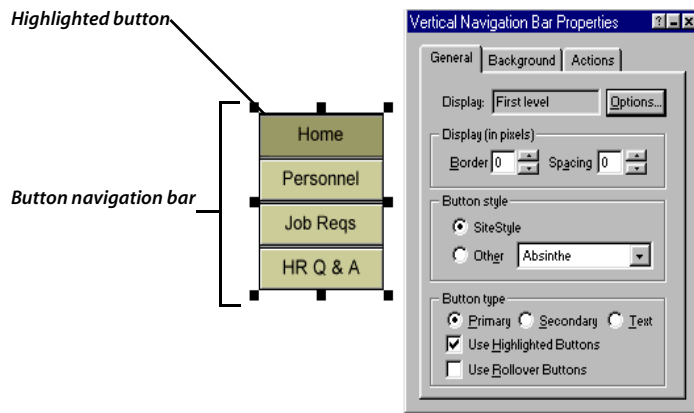 Highlighted button
Button navigation bar
Home
Personnel
Job Reqs
HR Q & A
Vertical Navigation Bar Properties
General Background Actions
Display: First level Options...
Display (in pixels)
Border 0 Spacing 0
Button style
SiteStyle
Other Absinthe
Button type
Primary Secondary Text
Use Highlighted Buttons
Use Rollover Buttons